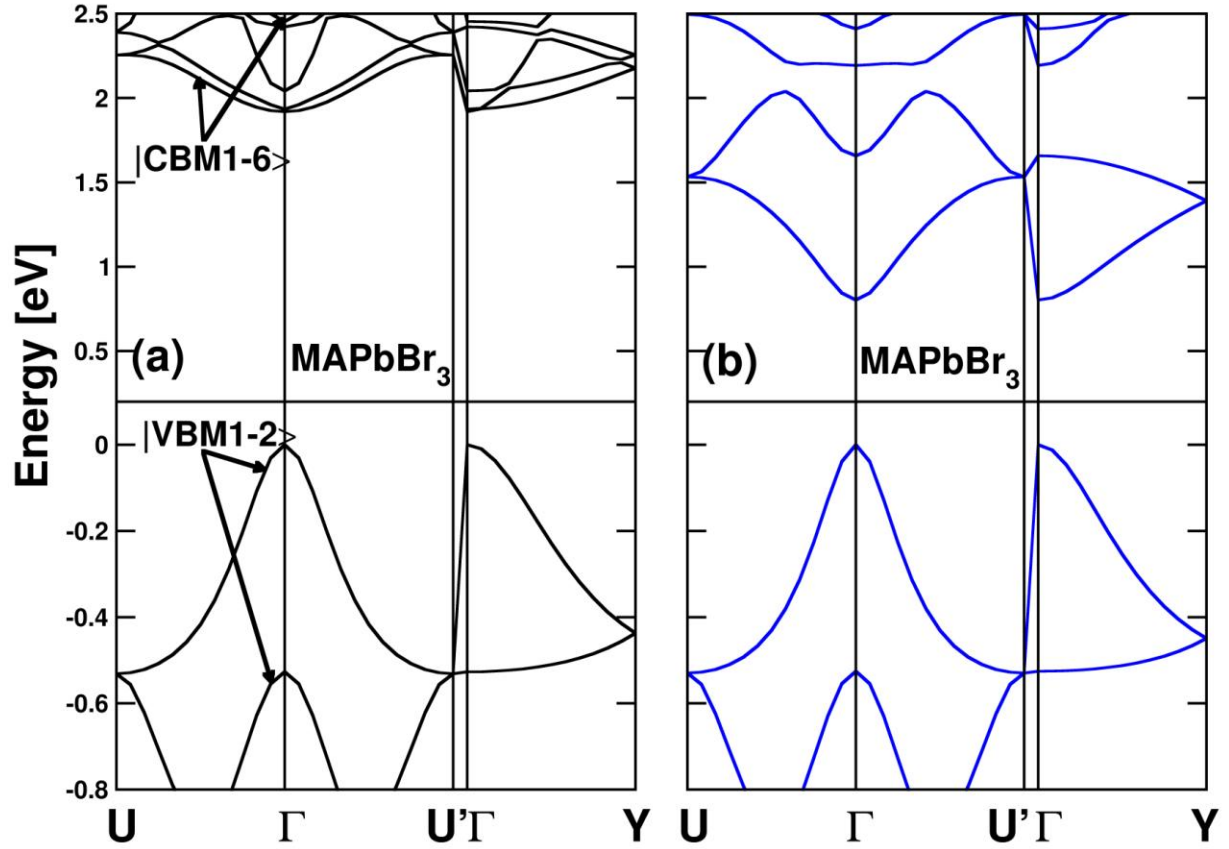 2.5
2
1.5
1
0.5
0
-0.2
-0.4
-0.6
-0.8
Energy [eV]
|CBM1-6>
(a)
MAPbBr3
|VBM1-2>
U
Γ
U'
Γ
Y
(b)
MAPbBr3
U
Γ
U'
Γ
Y